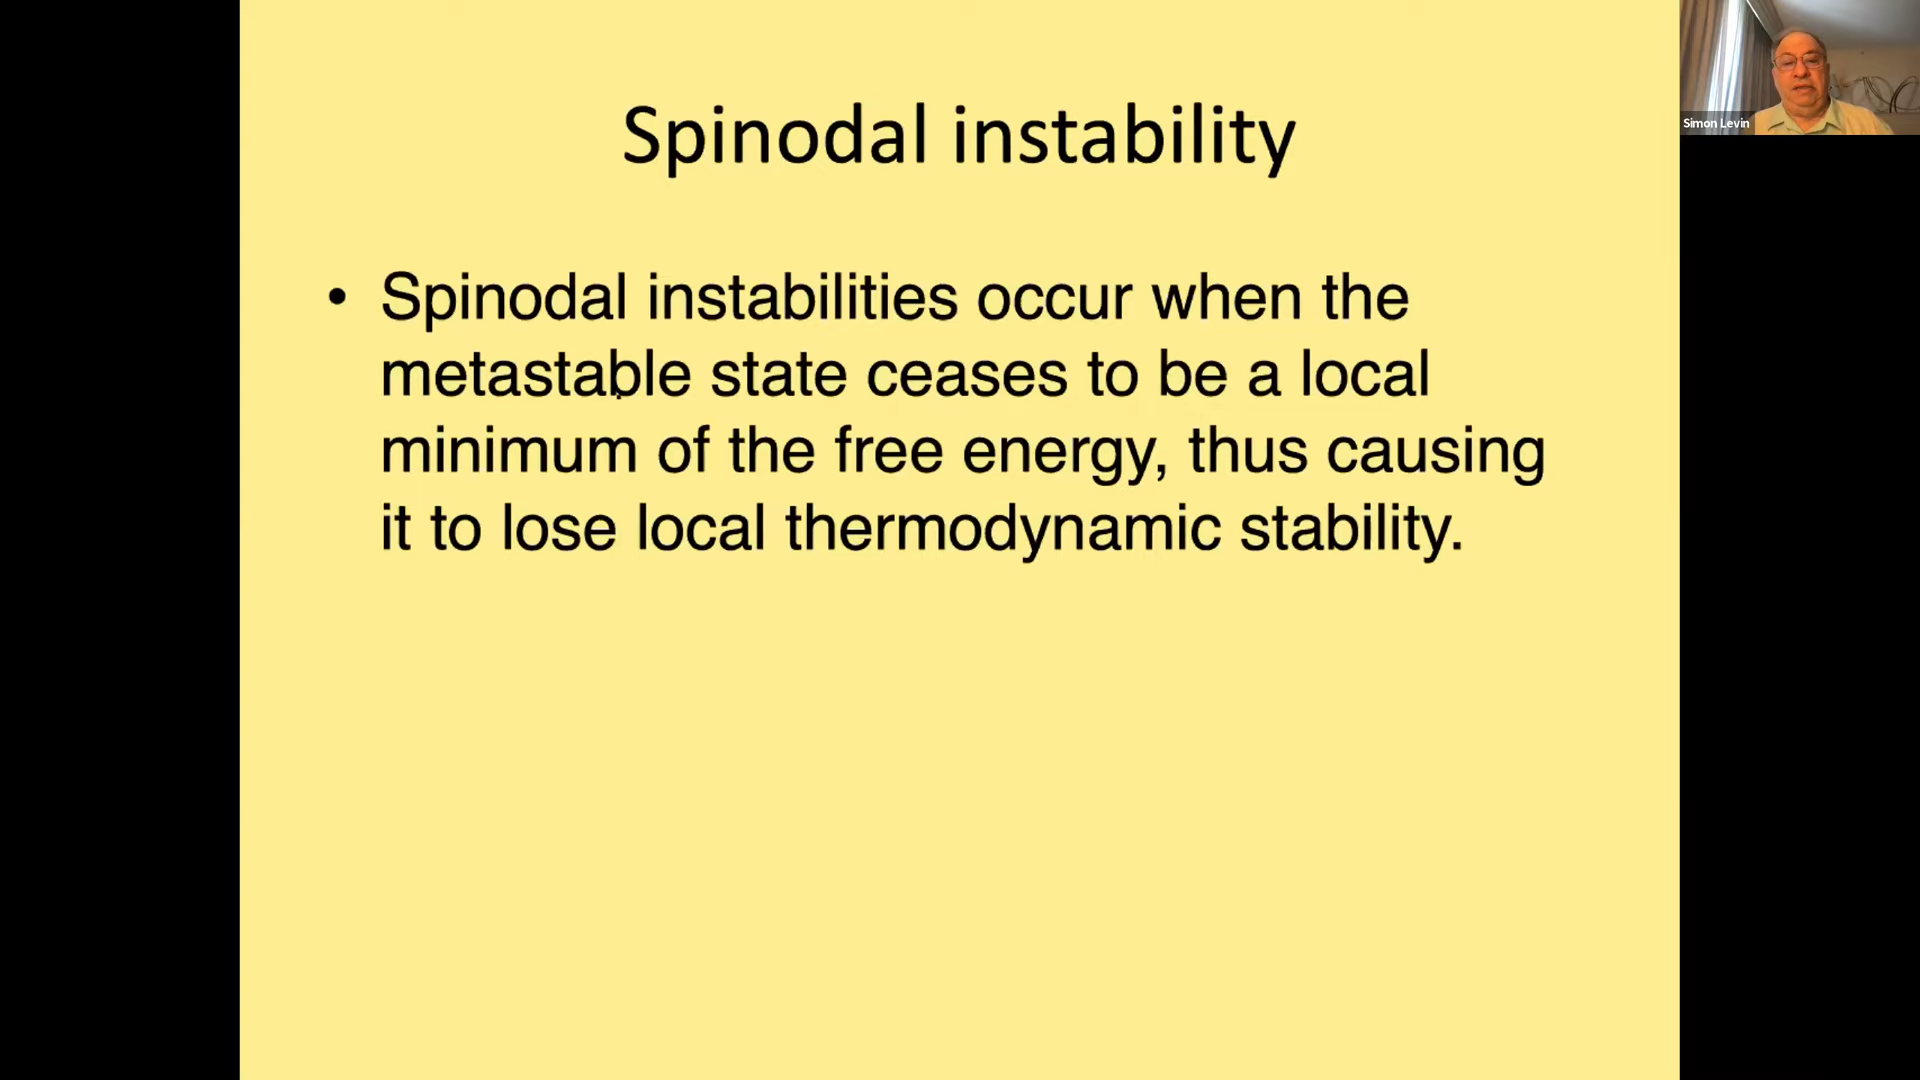 Spinodal instability
• Spinodal instabilities occur when the
metastable state ceases to be a local
minimum of the free energy, thus causing
it to lose local thermodynamic stability.
Simon Levin